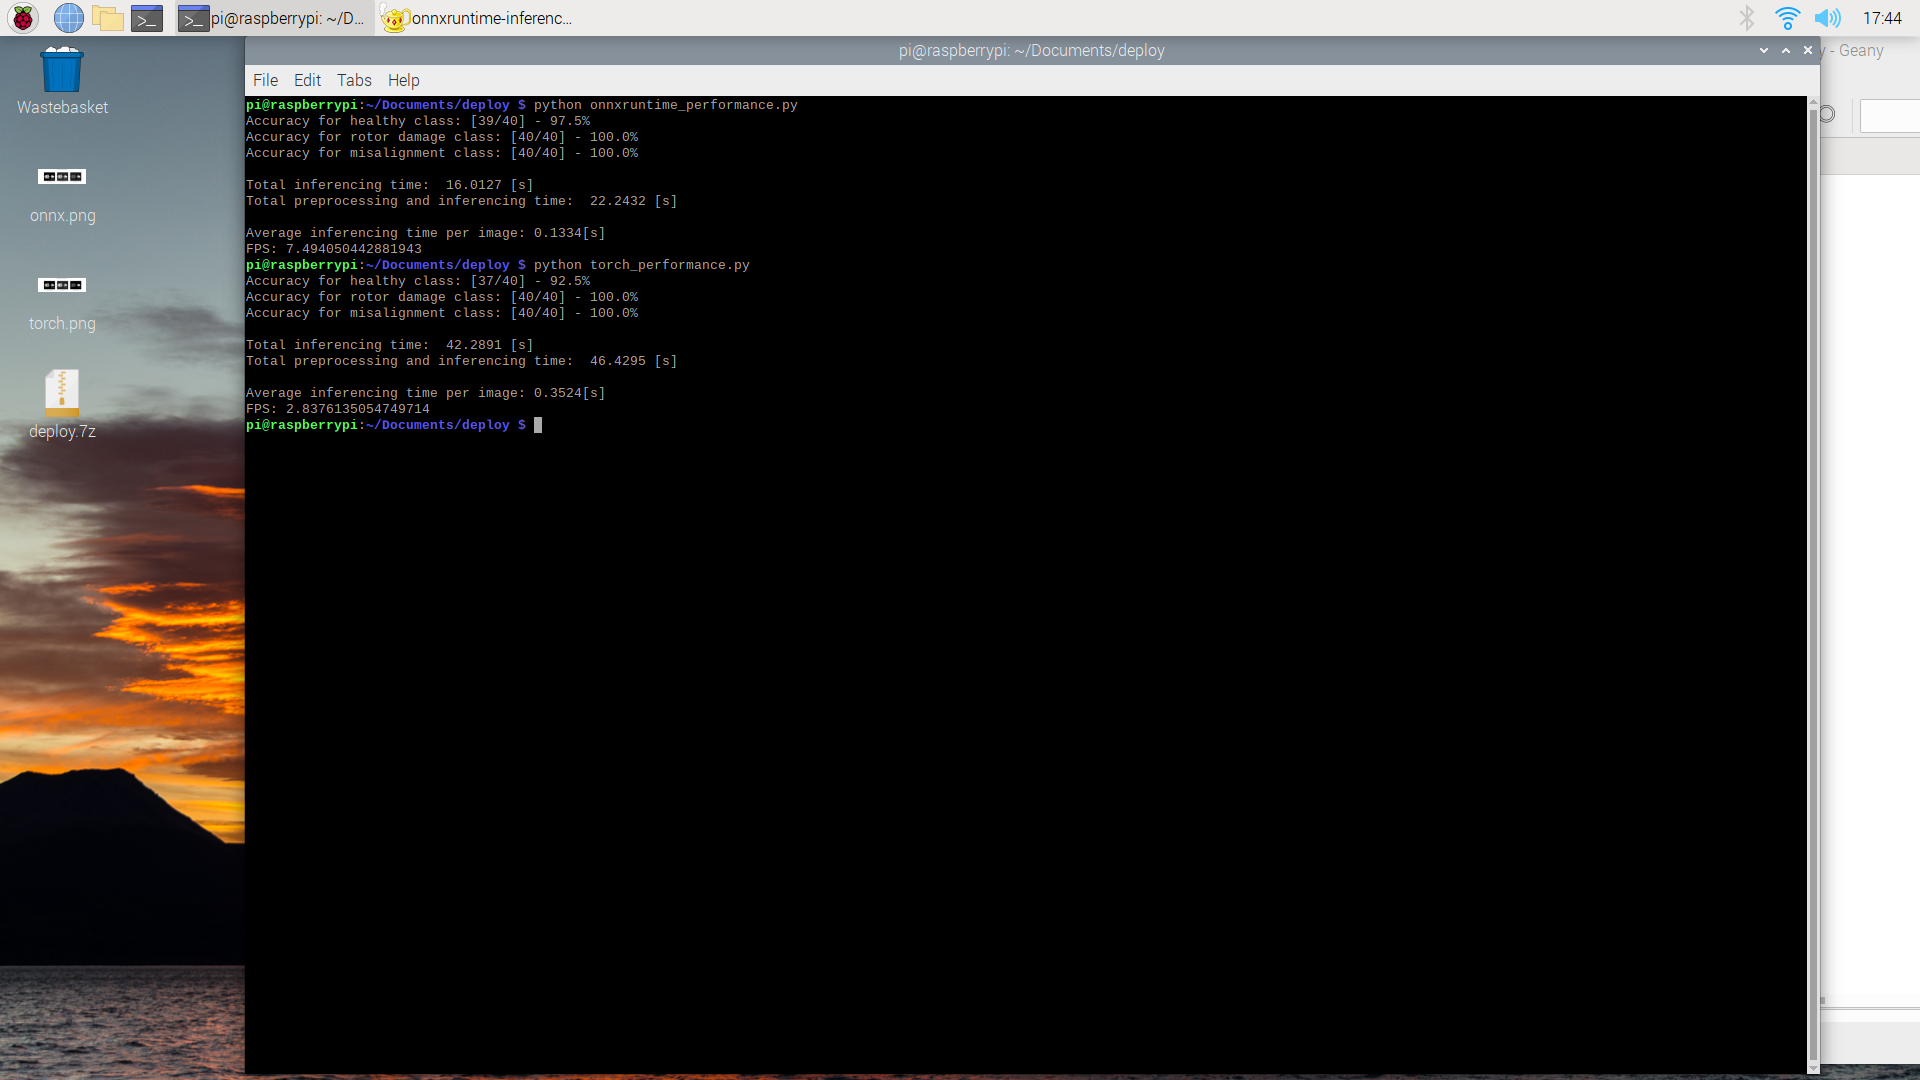 pi@raspberrypi: ~/D...
onnxruntime-inferenc...
17:44
pi@raspberrypi: ~/Documents/deploy
y - Geany
File Edit Tabs Help
Wastebasket
onnx.png
torch.png
deploy.7z
pi@raspberrypi:~/Documents/deploy $ python onnxruntime_performance.py
Accuracy for healthy class: [39/40] - 97.5%
Accuracy for rotor damage class: [40/40] - 100.0%
Accuracy for misalignment class: [40/40] - 100.0%
Total inferencing time:  16.0127 [s]
Total preprocessing and inferencing time:  22.2432 [s]
Average inferencing time per image: 0.1334[s]
FPS: 7.494050442881943
pi@raspberrypi:~/Documents/deploy $ python torch_performance.py
Accuracy for healthy class: [37/40] - 92.5%
Accuracy for rotor damage class: [40/40] - 100.0%
Accuracy for misalignment class: [40/40] - 100.0%
Total inferencing time:  42.2891 [s]
Total preprocessing and inferencing time:  46.4295 [s]
Average inferencing time per image: 0.3524[s]
FPS: 2.8376135054749714
pi@raspberrypi:~/Documents/deploy $